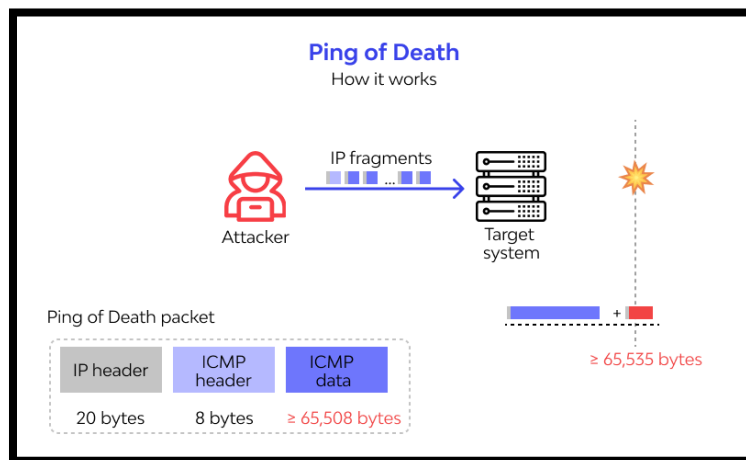 Ping of Death
How it works
IP fragments
...
Attacker
Target
system
+
≥ 65,535 bytes
Ping of Death packet
IP header
ICMP
header
ICMP
data
20 bytes
8 bytes
≥ 65,508 bytes